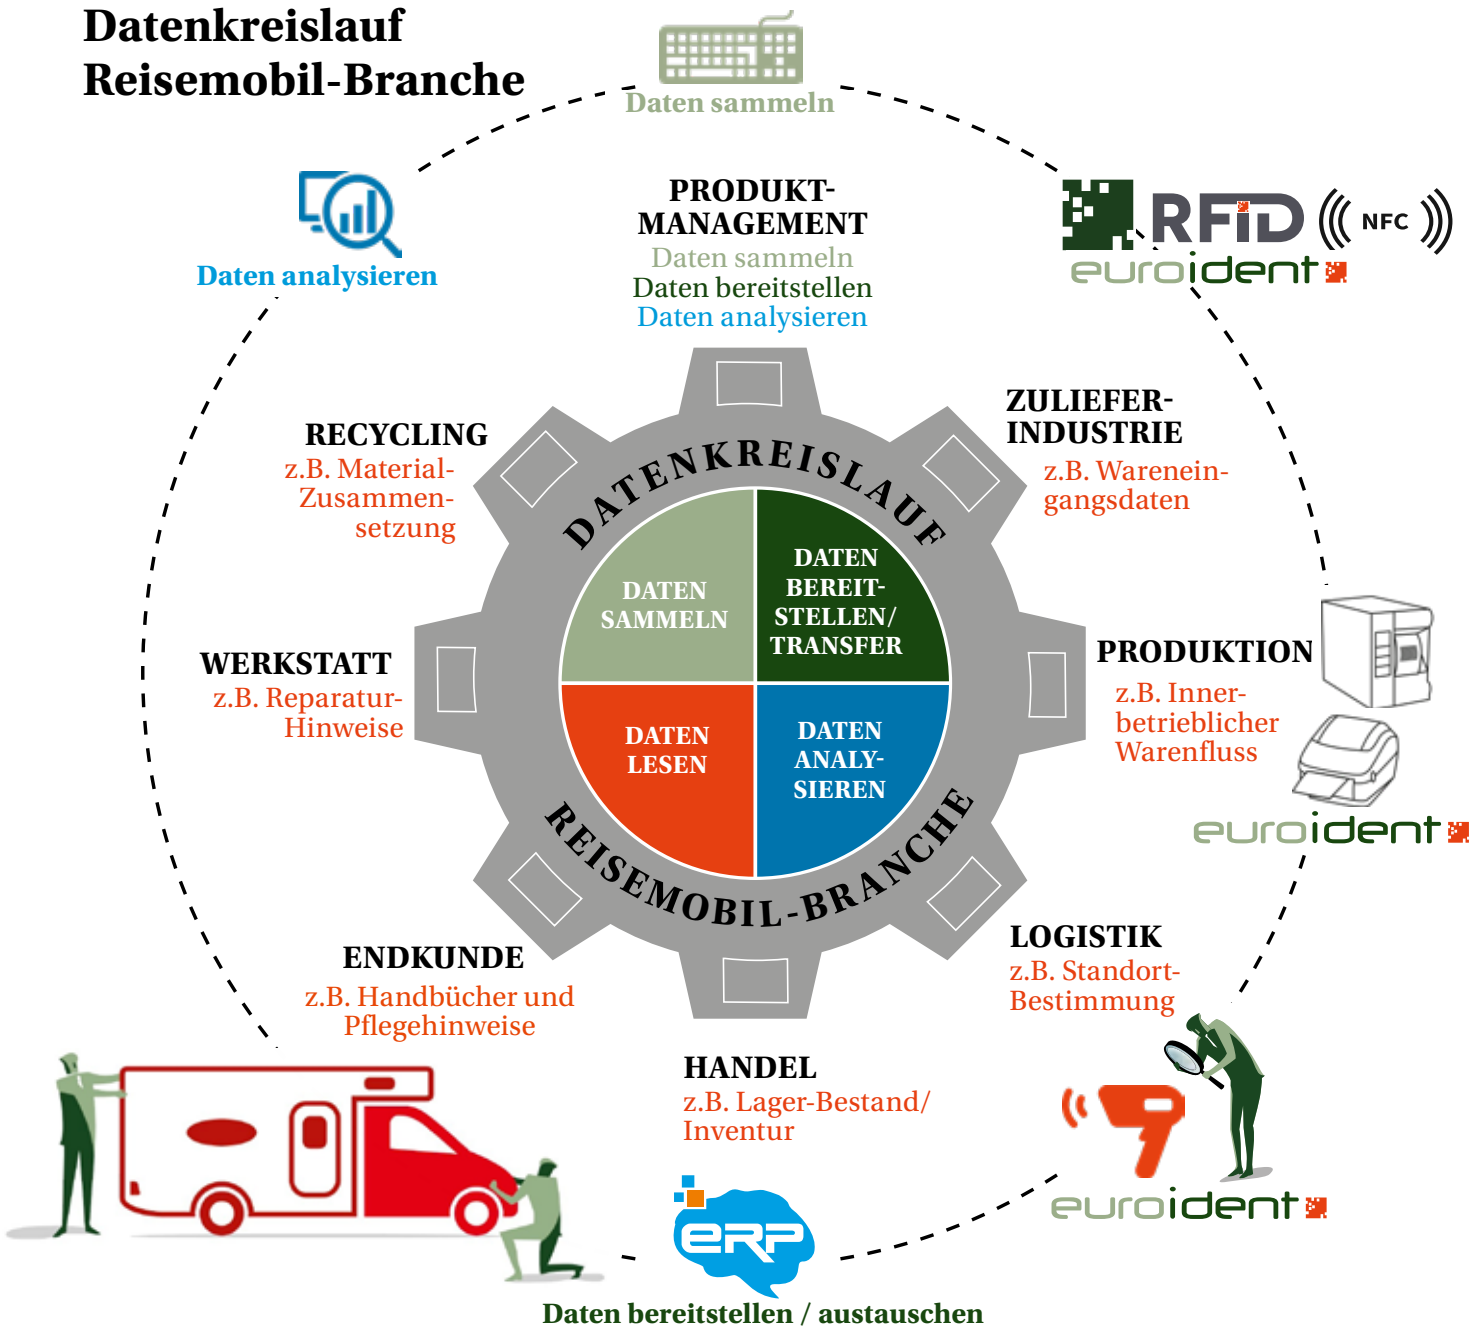 Datenkreislauf
Reisemobil-Branche
Daten sammeln
Daten analysieren
RFiD
NFC
euroident
PRODUKT-
MANAGEMENT
Daten sammeln
Daten bereitstellen
Daten analysieren
ZULIEFER-
INDUSTRIE
z.B. Warenein-
gangsdaten
RECYCLING
z.B. Material-
Zusammen-
setzung
DATENKREISLAUF
DATEN
SAMMELN
DATEN
BEREIT-
STELLEN/
TRANSFER
DATEN
LESEN
DATEN
ANALY-
SIEREN
REISEMOBIL-BRANCHE
WERKSTATT
z.B. Reparatur-
Hinweise
PRODUKTION
z.B. Inner-
betrieblicher
Warenfluss
euroident
LOGISTIK
z.B. Standort-
Bestimmung
euroident
ENDKUNDE
z.B. Handbücher und
Pflegehinweise
HANDEL
z.B. Lager-Bestand/
Inventur
erp
Daten bereitstellen / austauschen